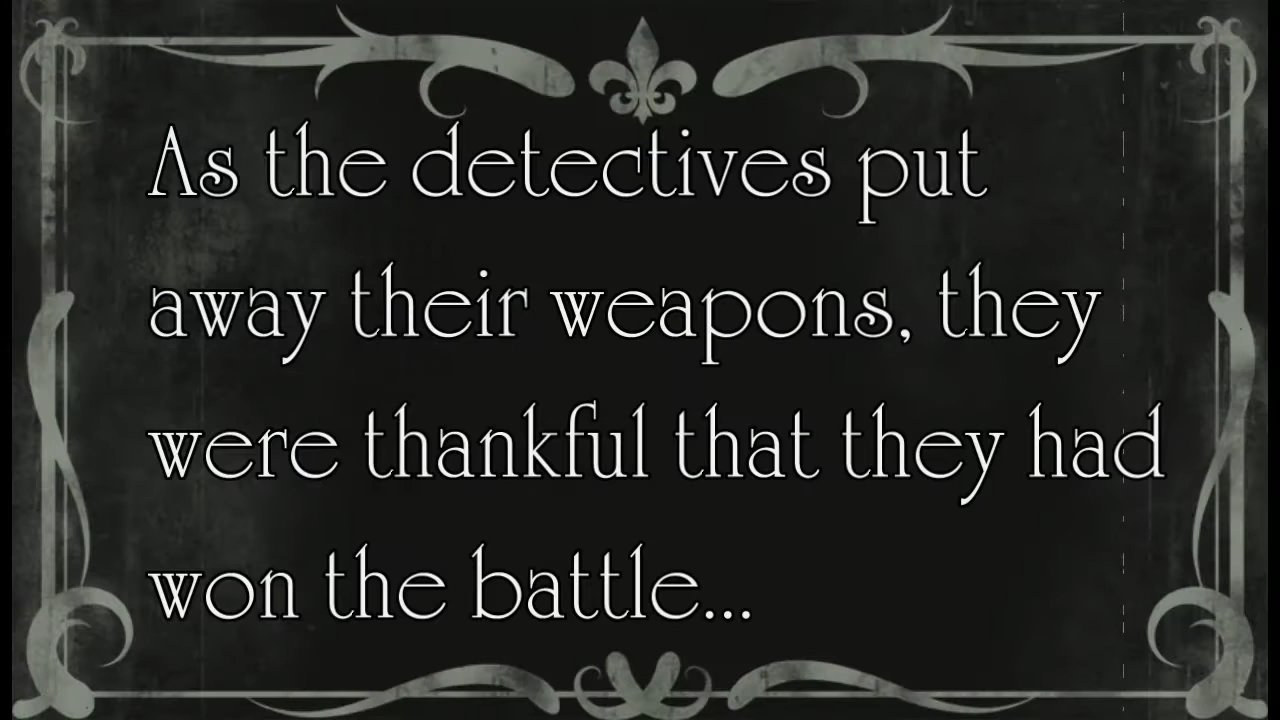 As the detectives put
away their weapons, they
were thankful that they had
won the battle...